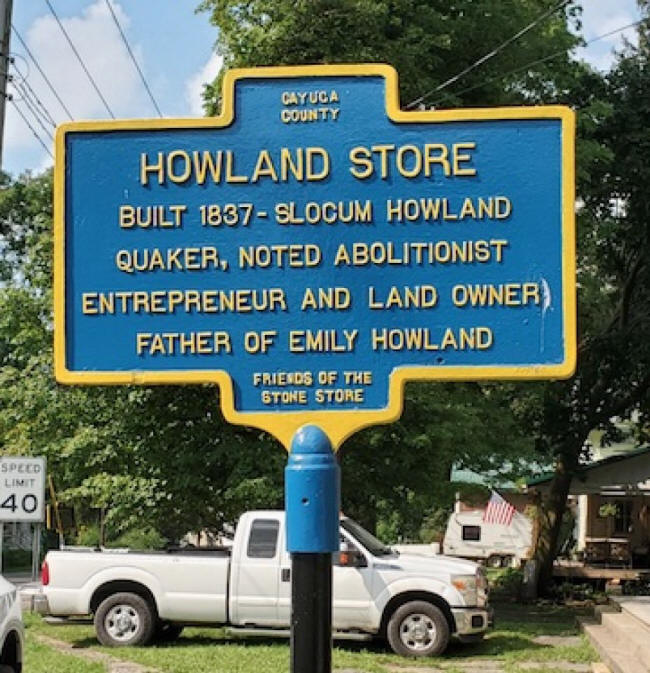 CAYUGA
COUNTY
HOWLAND STORE
BUILT 1837 - SLOCUM HOWLAND
QUAKER, NOTED ABOLITIONIST
ENTREPRENEUR AND LAND OWNER
FATHER OF EMILY HOWLAND
FRIENDS OF THE
STONE STORE
SPEED
LIMIT
40